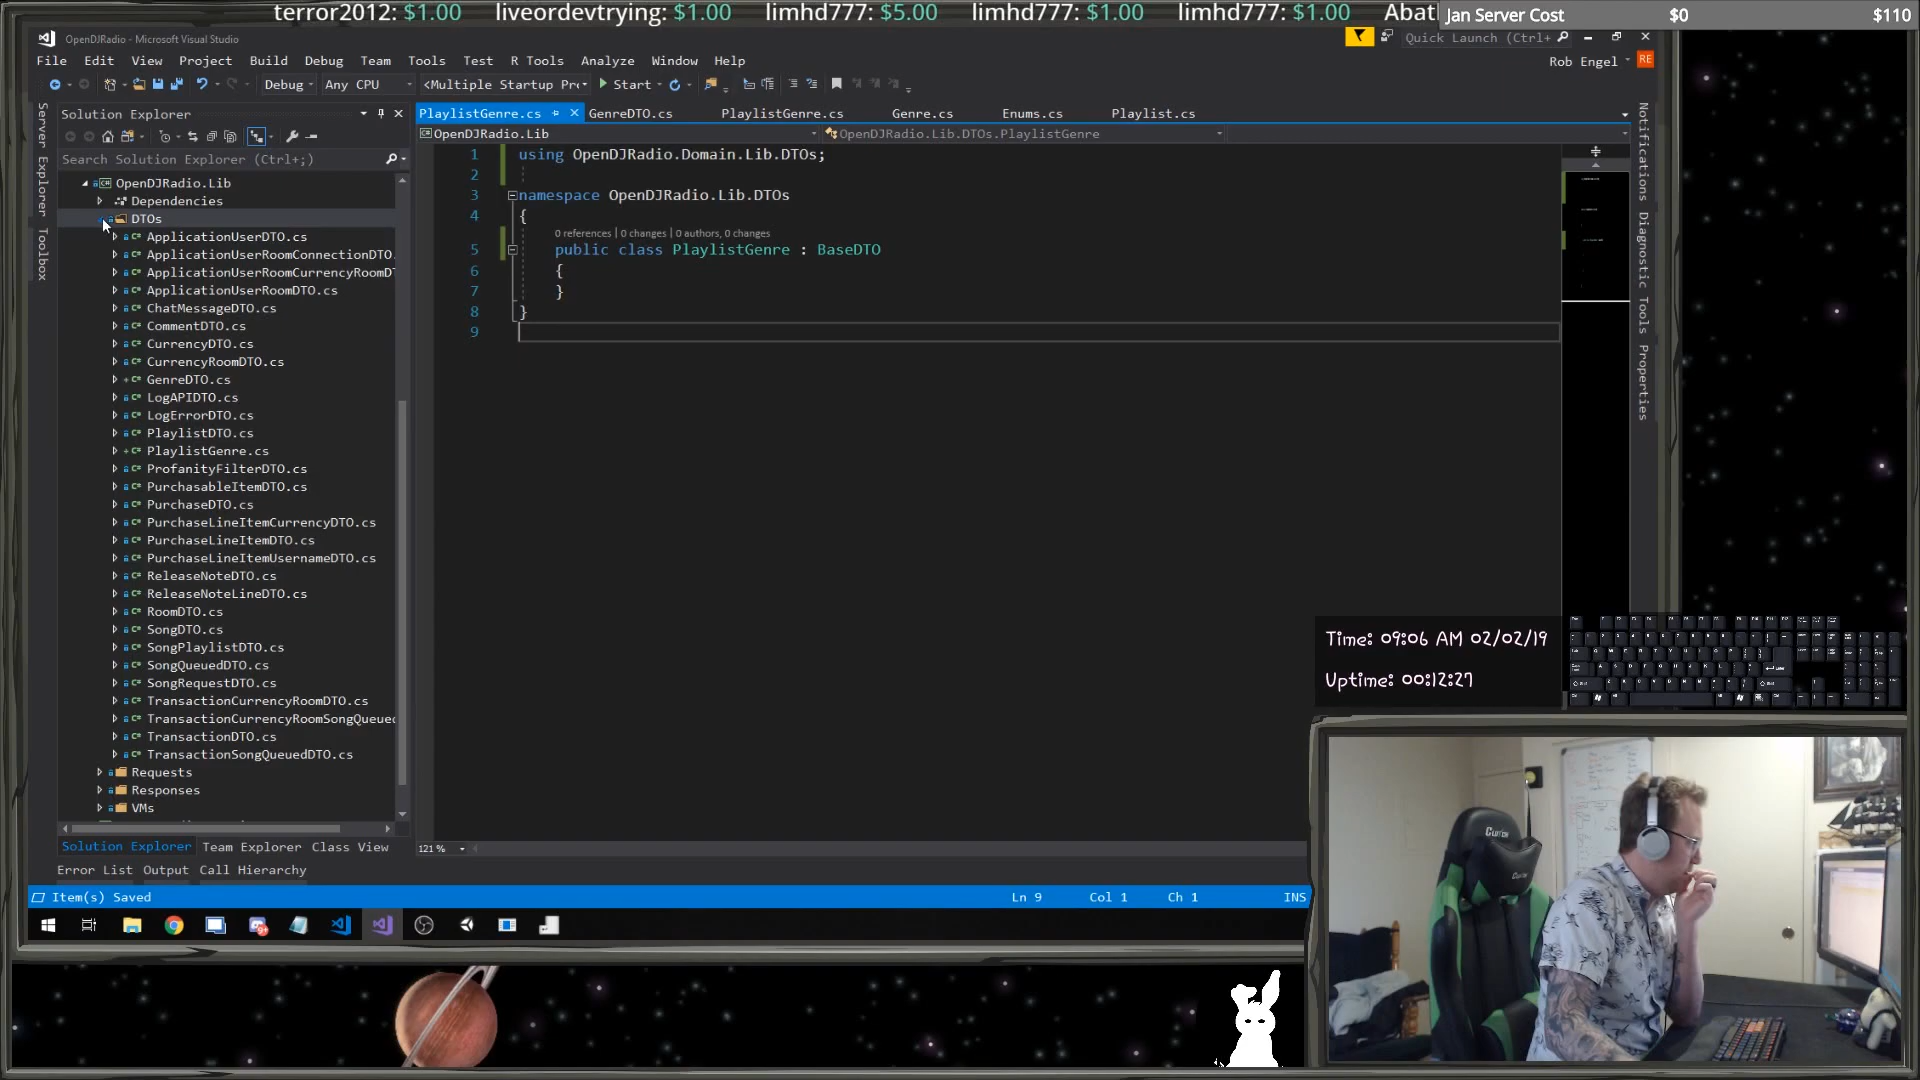 terror2012: $1.00 liveordevtrying: $1.00 limhd777: $5.00 limhd777: $1.00 limhd777: $1.00 Abatl
Jan Server Cost $0 $110
OpenDJRadio - Microsoft Visual Studio
Quick Launch (Ctrl+
File Edit View Project Build Debug Team Tools Test R Tools Analyze Window Help
Rob Engel RE
Debug Any CPU <Multiple Startup Pr Start
Server Explorer
Toolbox
Solution Explorer
Search Solution Explorer (Ctrl+;)
OpenDJRadio.Lib
Dependencies
DTOs
ApplicationUserDTO.cs
ApplicationUserRoomConnectionDTO.
ApplicationUserRoomCurrencyRoomDT
ApplicationUserRoomDTO.cs
ChatMessageDTO.cs
CommentDTO.cs
CurrencyDTO.cs
CurrencyRoomDTO.cs
GenreDTO.cs
LogAPIDTO.cs
LogErrorDTO.cs
PlaylistDTO.cs
PlaylistGenre.cs
ProfanityFilterDTO.cs
PurchasableItemDTO.cs
PurchaseDTO.cs
PurchaseLineItemCurrencyDTO.cs
PurchaseLineItemDTO.cs
PurchaseLineItemUsernameDTO.cs
ReleaseNoteDTO.cs
ReleaseNoteLineDTO.cs
RoomDTO.cs
SongDTO.cs
SongPlaylistDTO.cs
SongQueuedDTO.cs
SongRequestDTO.cs
TransactionCurrencyRoomDTO.cs
TransactionCurrencyRoomSongQueued
TransactionDTO.cs
TransactionSongQueuedDTO.cs
Requests
Responses
VMs
Solution Explorer Team Explorer Class View
Error List Output Call Hierarchy
PlaylistGenre.cs GenreDTO.cs PlaylistGenre.cs Genre.cs Enums.cs Playlist.cs
OpenDJRadio.Lib OpenDJRadio.Lib.DTOs.PlaylistGenre
1 using OpenDJRadio.Domain.Lib.DTOs;
2
3 namespace OpenDJRadio.Lib.DTOs
4 {
0 references | 0 changes | 0 authors, 0 changes
5 public class PlaylistGenre : BaseDTO
6 {
7 }
8 }
9
121 %
Notifications
Diagnostic Tools
Properties
Item(s) Saved Ln 9 Col 1 Ch 1 INS
Time: 09:06 AM 02/02/19
Uptime: 00:12:27
CLUTCH